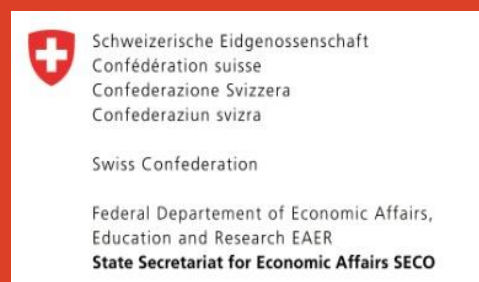 Schweizerische Eidgenossenschaft
Confédération suisse
Confederazione Svizzera
Confederaziun svizra
Swiss Confederation
Federal Departement of Economic Affairs,
Education and Research EAER
State Secretariat for Economic Affairs SECO